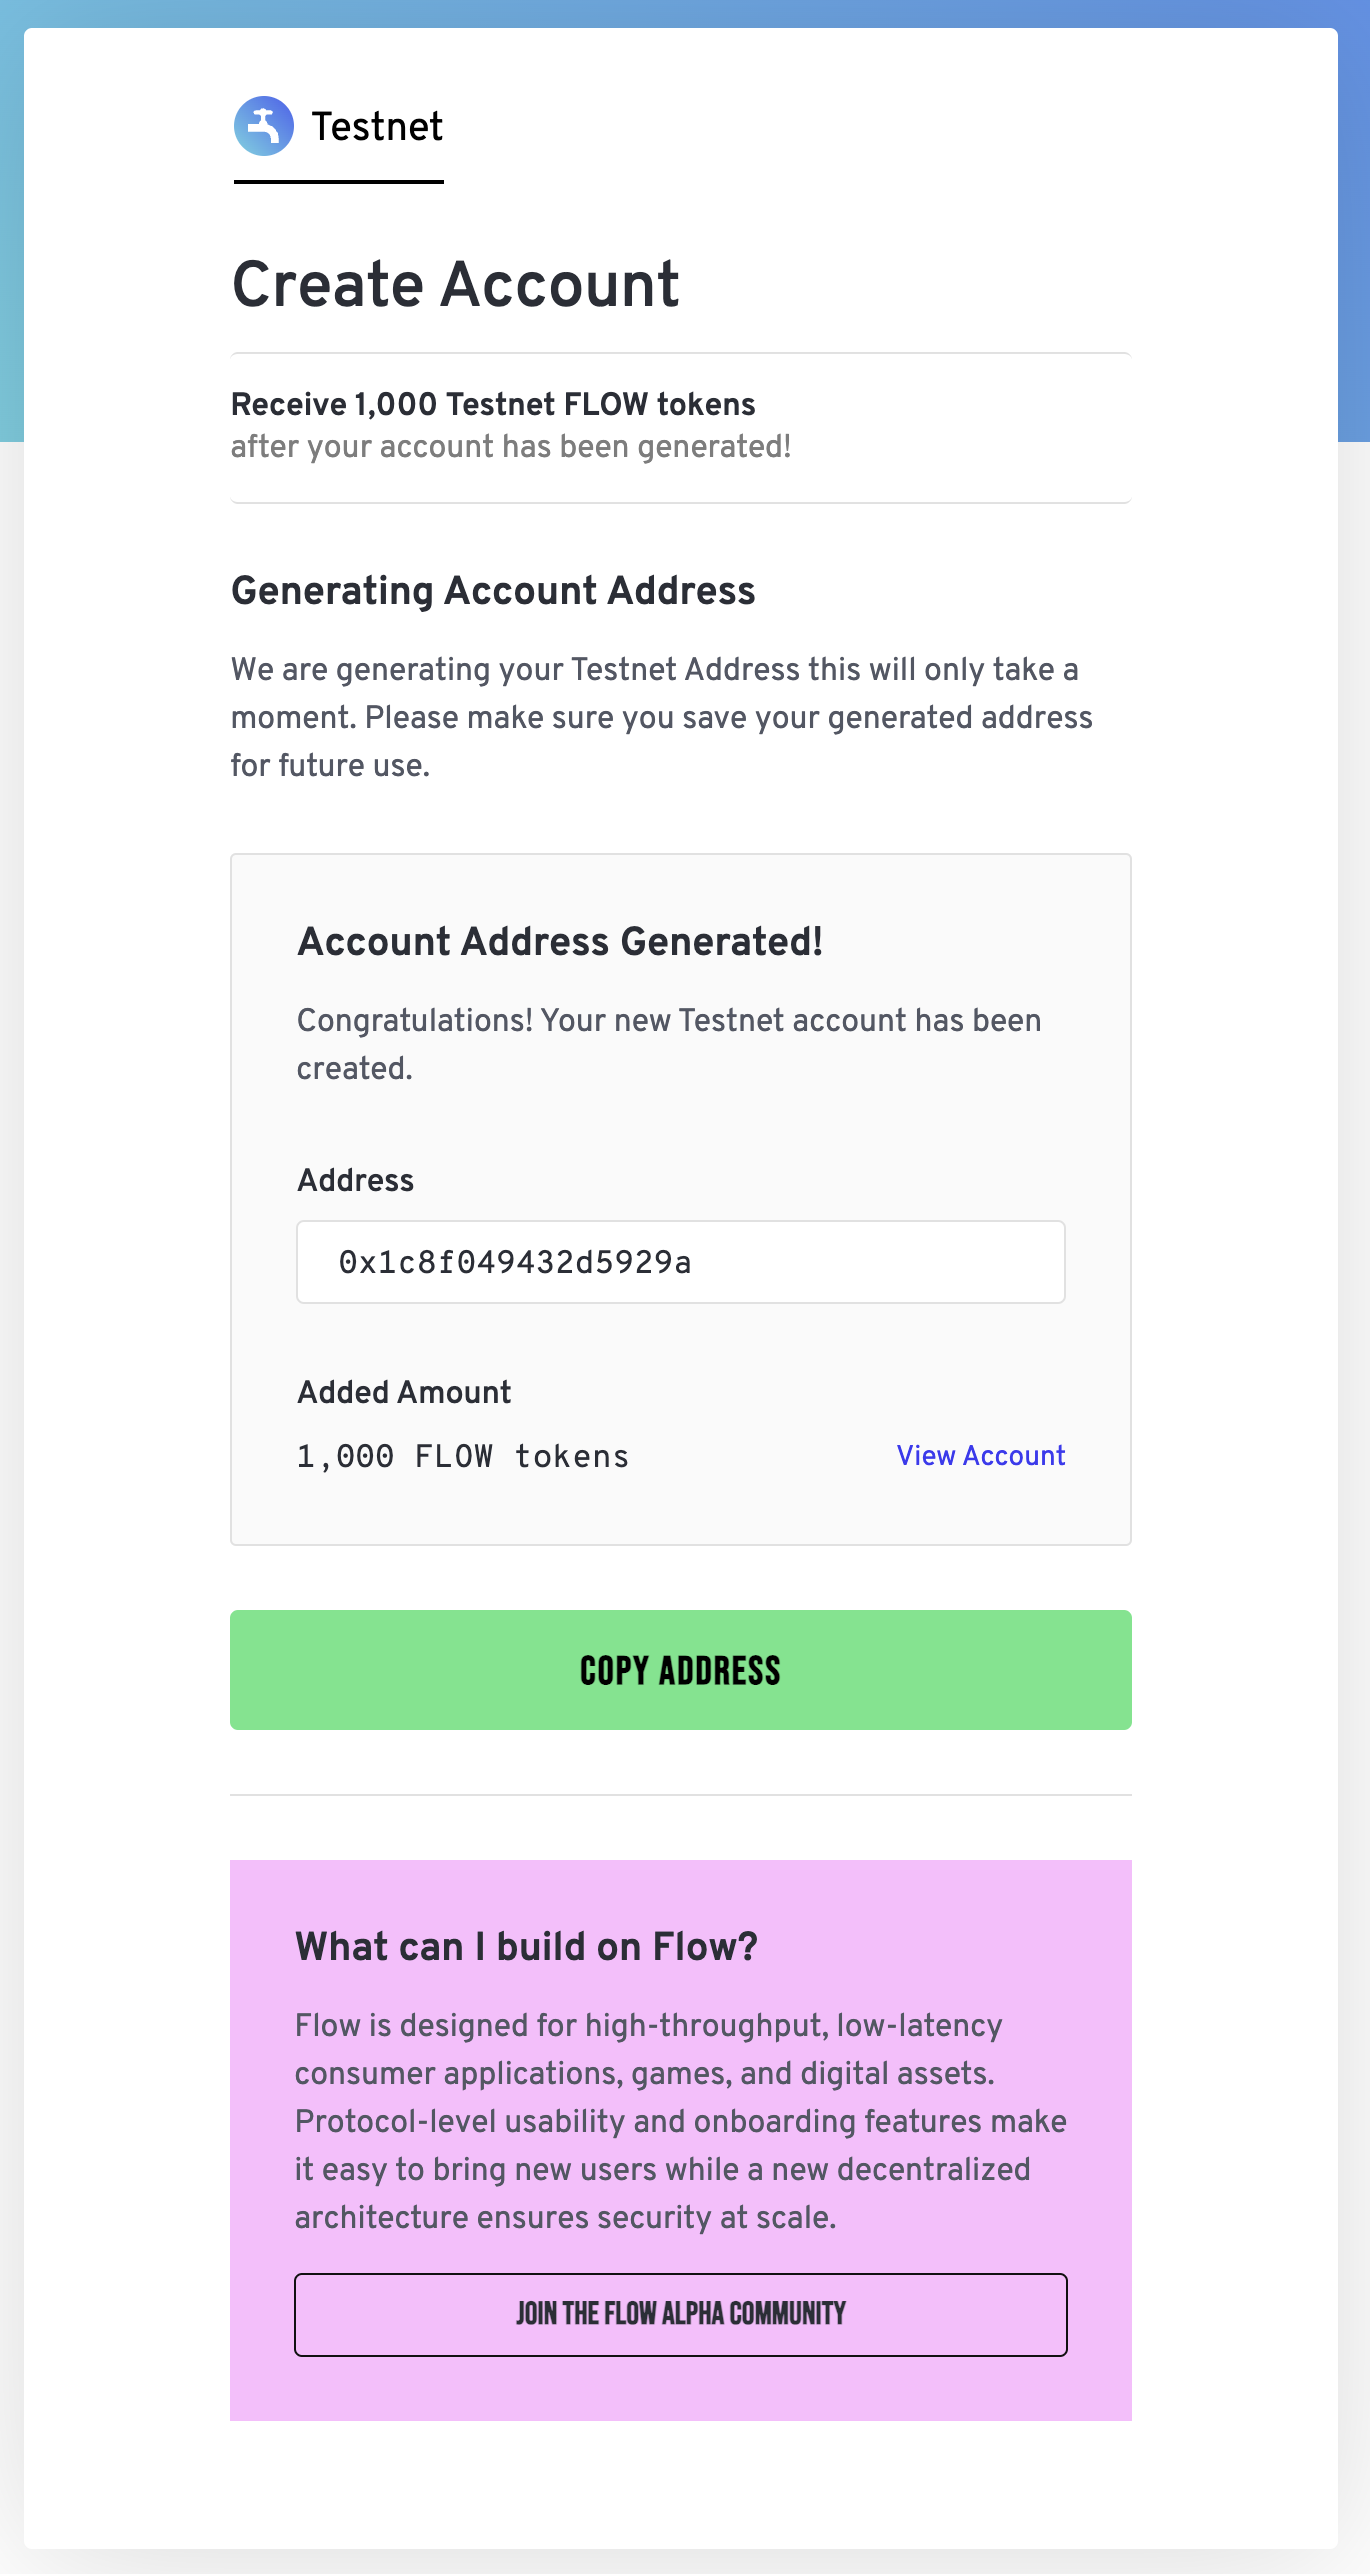 Testnet
Create Account
Receive 1,000 Testnet FLOW tokens
after your account has been generated!
Generating Account Address
We are generating your Testnet Address this will only take a
moment. Please make sure you save your generated address
for future use.
Account Address Generated!
Congratulations! Your new Testnet account has been
created.
Address
0x1c8f049432d5929a
Added Amount
1,000 FLOW tokens View Account
COPY ADDRESS
What can I build on Flow?
Flow is designed for high-throughput, low-latency
consumer applications, games, and digital assets.
Protocol-level usability and onboarding features make
it easy to bring new users while a new decentralized
architecture ensures security at scale.
JOIN THE FLOW ALPHA COMMUNITY